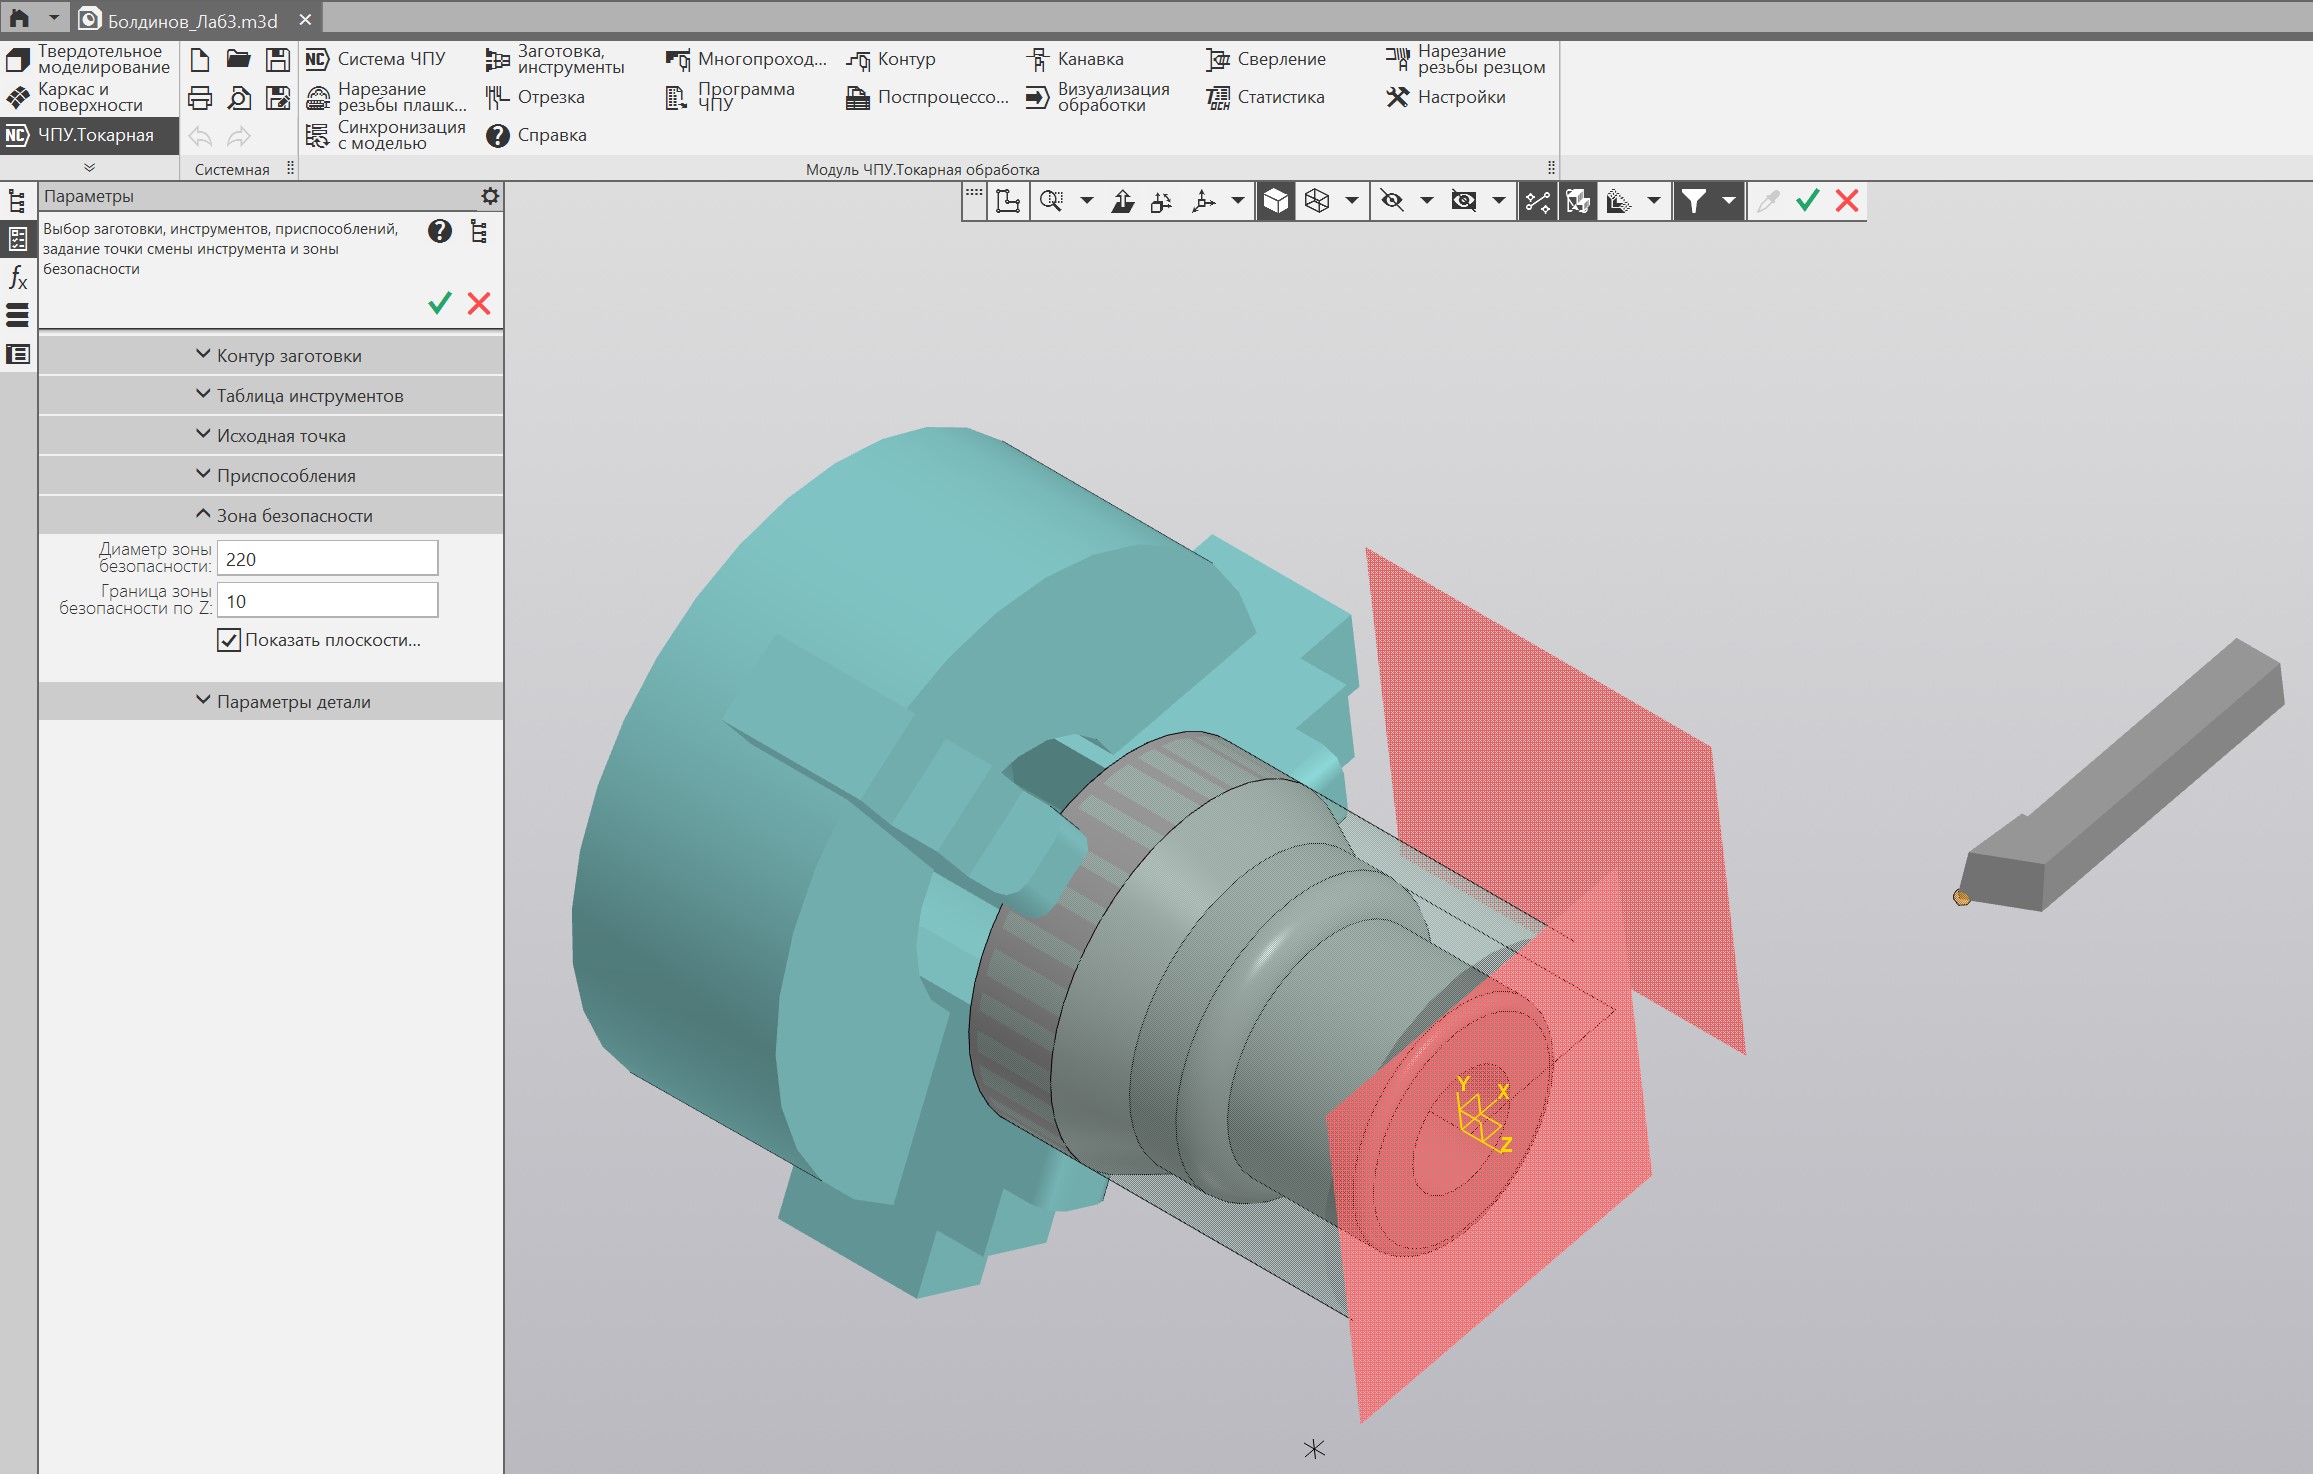 Болдинов_Лаб3.m3d
Твердотельное
моделирование
Каркас и
поверхности
ЧПУ.Токарная
Системная
Система ЧПУ
Заготовка,
инструменты
Многопроход...
Контур
Канавка
Сверление
Нарезание
резьбы резцом
Нарезание
резьбы плашк...
Отрезка
Программа
ЧПУ
Постпроцессо...
Визуализация
обработки
Статистика
Настройки
Синхронизация
с моделью
Справка
Модуль ЧПУ.Токарная обработка
Параметры
Выбор заготовки, инструментов, приспособлений,
задание точки смены инструмента и зоны
безопасности
Контур заготовки
Таблица инструментов
Исходная точка
Приспособления
Зона безопасности
Диаметр зоны
безопасности:
220
Граница зоны
безопасности по Z:
10
Показать плоскости...
Параметры детали
Y
X
Z